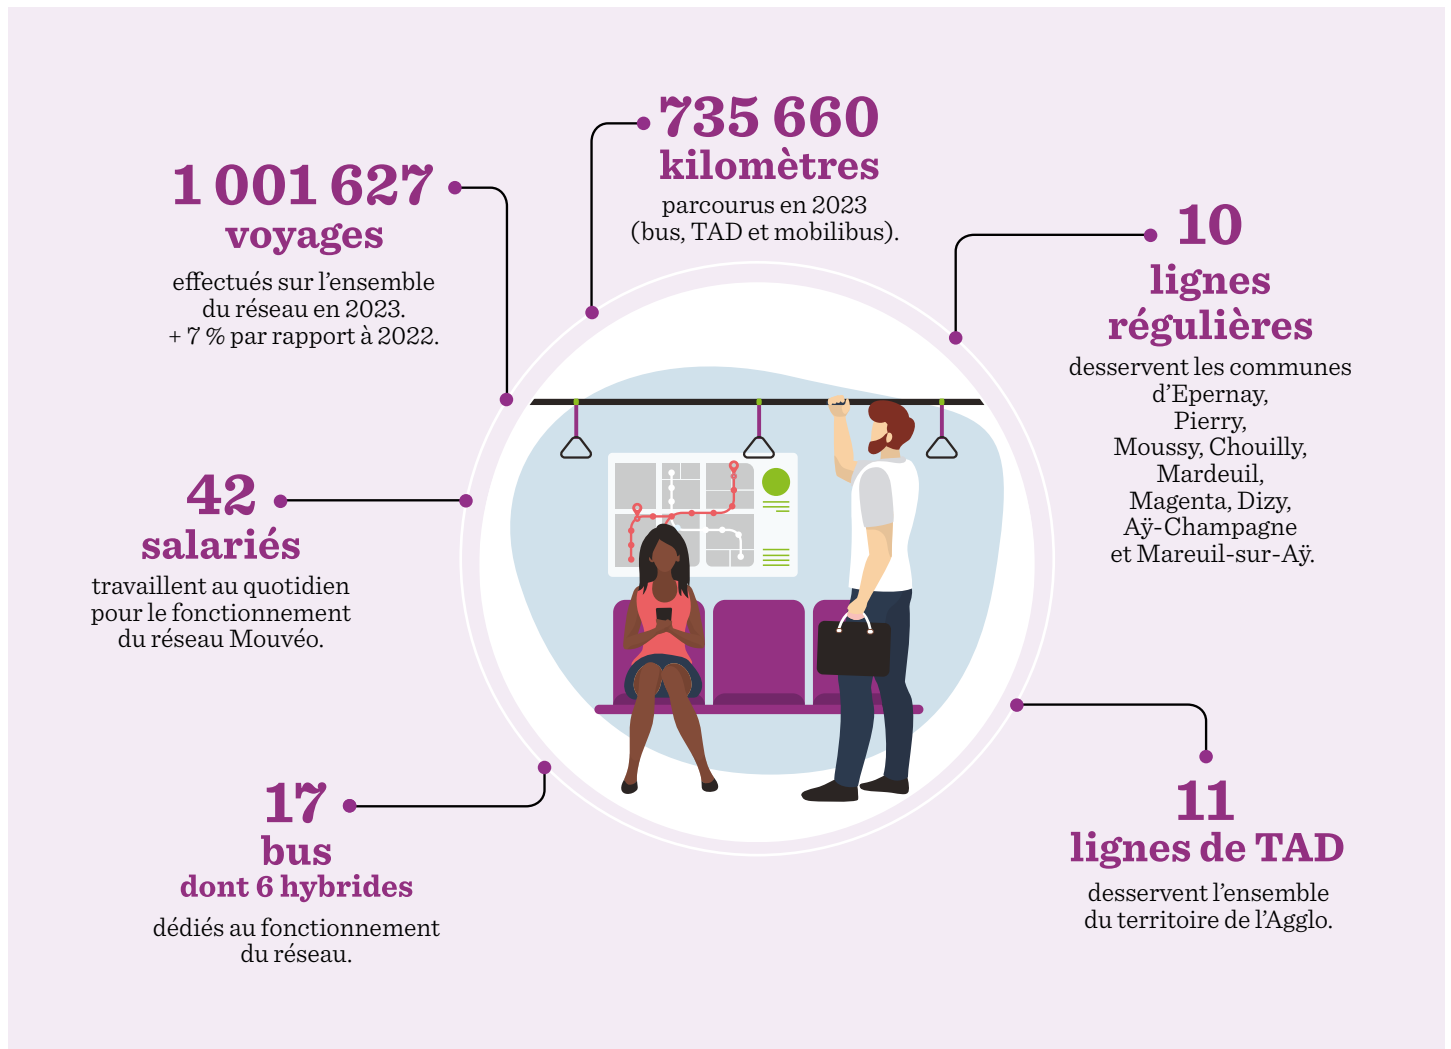 735 660
kilomètres
parcourus en 2023
(bus, TAD et mobilibus).
1 001 627
voyages
effectués sur l’ensemble
du réseau en 2023.
+ 7 % par rapport à 2022.
10
lignes
régulières
desservent les communes
d’Epernay,
Pierry,
Moussy, Chouilly,
Mardeuil,
Magenta, Dizy,
Aÿ-Champagne
et Mareuil-sur-Aÿ.
42
salariés
travaillent au quotidien
pour le fonctionnement
du réseau Mouvéo.
17
bus
dont 6 hybrides
dédiés au fonctionnement
du réseau.
11
lignes de TAD
desservent l’ensemble
du territoire de l’Agglo.